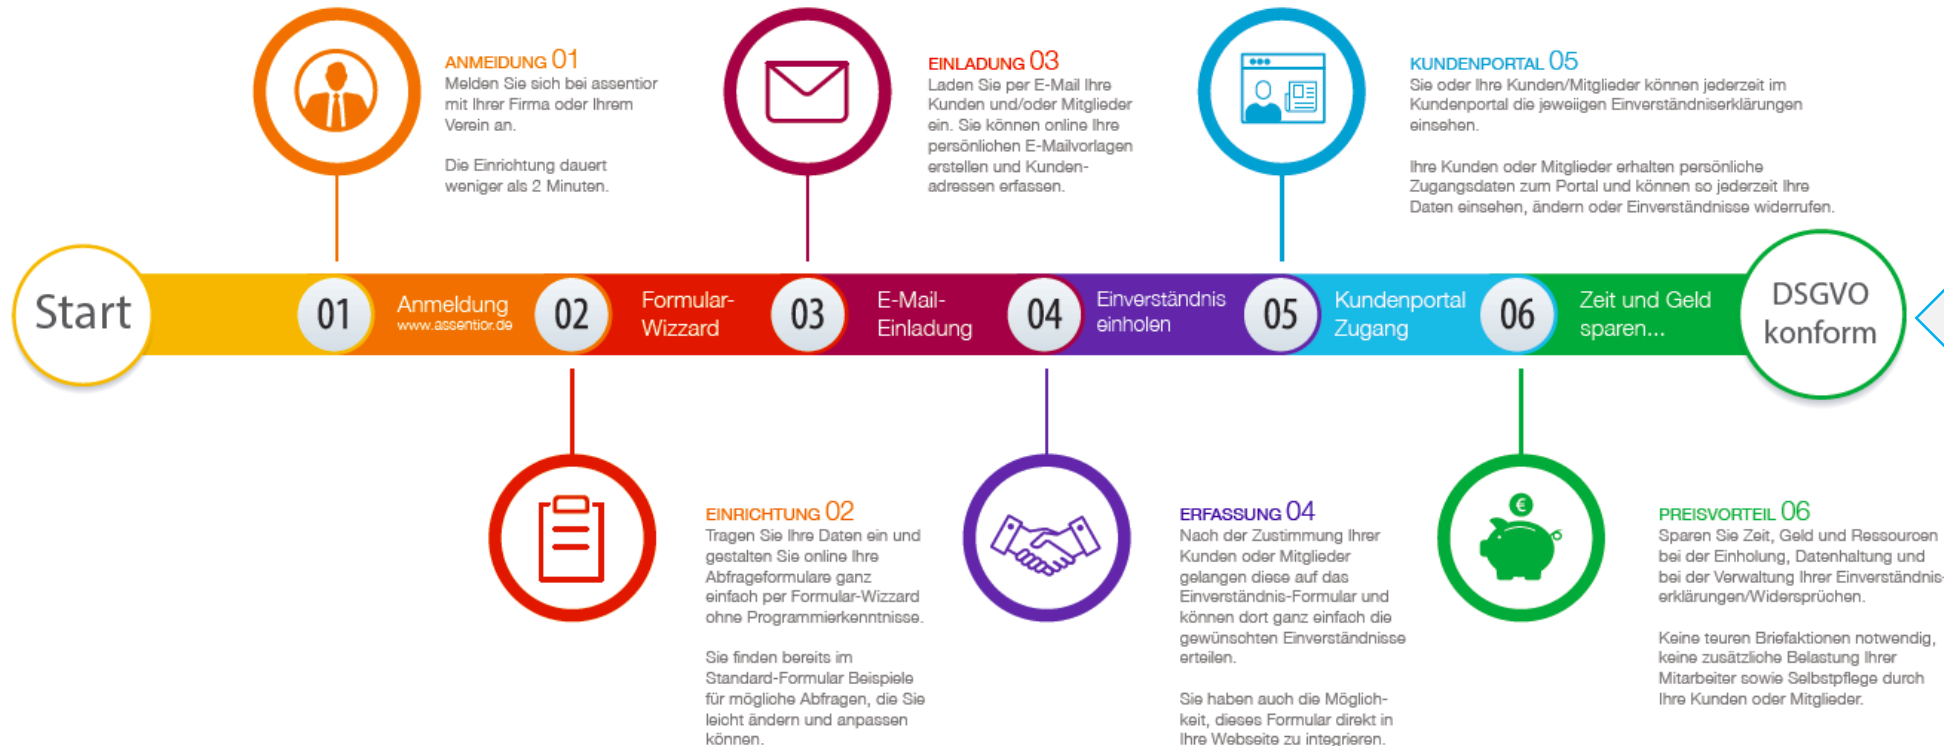 ANMEIDUNG 01
Melden Sie sich bei assentior
mit Ihrer Firma oder Ihrem
Verein an.
Die Einrichtung dauert
weniger als 2 Minuten.
EINLADUNG 03
Laden Sie per E-Mail Ihre
Kunden und/oder Mitglieder
ein. Sie können online Ihre
persönlichen E-Mailvorlagen
erstellen und Kunden-
adressen erfassen.
KUNDENPORTAL 05
Sie oder Ihre Kunden/Mitglieder können jederzeit im
Kundenportal die jeweiigen Einverständniserklärungen
einsehen.
Ihre Kunden oder Mitglieder erhalten persönliche
Zugangsdaten zum Portal und können so jederzeit Ihre
Daten einsehen, ändern oder Einverständnisse widerrufen.
Start
01
Anmeldung
www.assentior.de
02
Formular-
Wizzard
03
E-Mail-
Einladung
04
Einverständnis
einholen
05
Kundenportal
Zugang
06
Zeit und Geld
sparen...
DSGVO
konform
EINRICHTUNG 02
Tragen Sie Ihre Daten ein und
gestalten Sie online Ihre
Abfrageformulare ganz
einfach per Formular-Wizzard
ohne Programmierkenntnisse.
Sie finden bereits im
Standard-Formular Beispiele
für mögliche Abfragen, die Sie
leicht ändern und anpassen
können.
ERFASSUNG 04
Nach der Zustimmung Ihrer
Kunden oder Mitglieder
gelangen diese auf das
Einverständnis-Formular und
können dort ganz einfach die
gewünschten Einverständnisse
erteilen.
Sie haben auch die Möglich-
keit, dieses Formular direkt in
Ihre Webseite zu integrieren.
€
PREISVORTEIL 06
Sparen Sie Zeit, Geld und Ressourcen
bei der Einholung, Datenhaltung und
bei der Verwaltung Ihrer Einverständnis-
erklärungen/Widersprüchen.
Keine teuren Briefaktionen notwendig,
keine zusätzliche Belastung Ihrer
Mitarbeiter sowie Selbstpflege durch
Ihre Kunden oder Mitglieder.